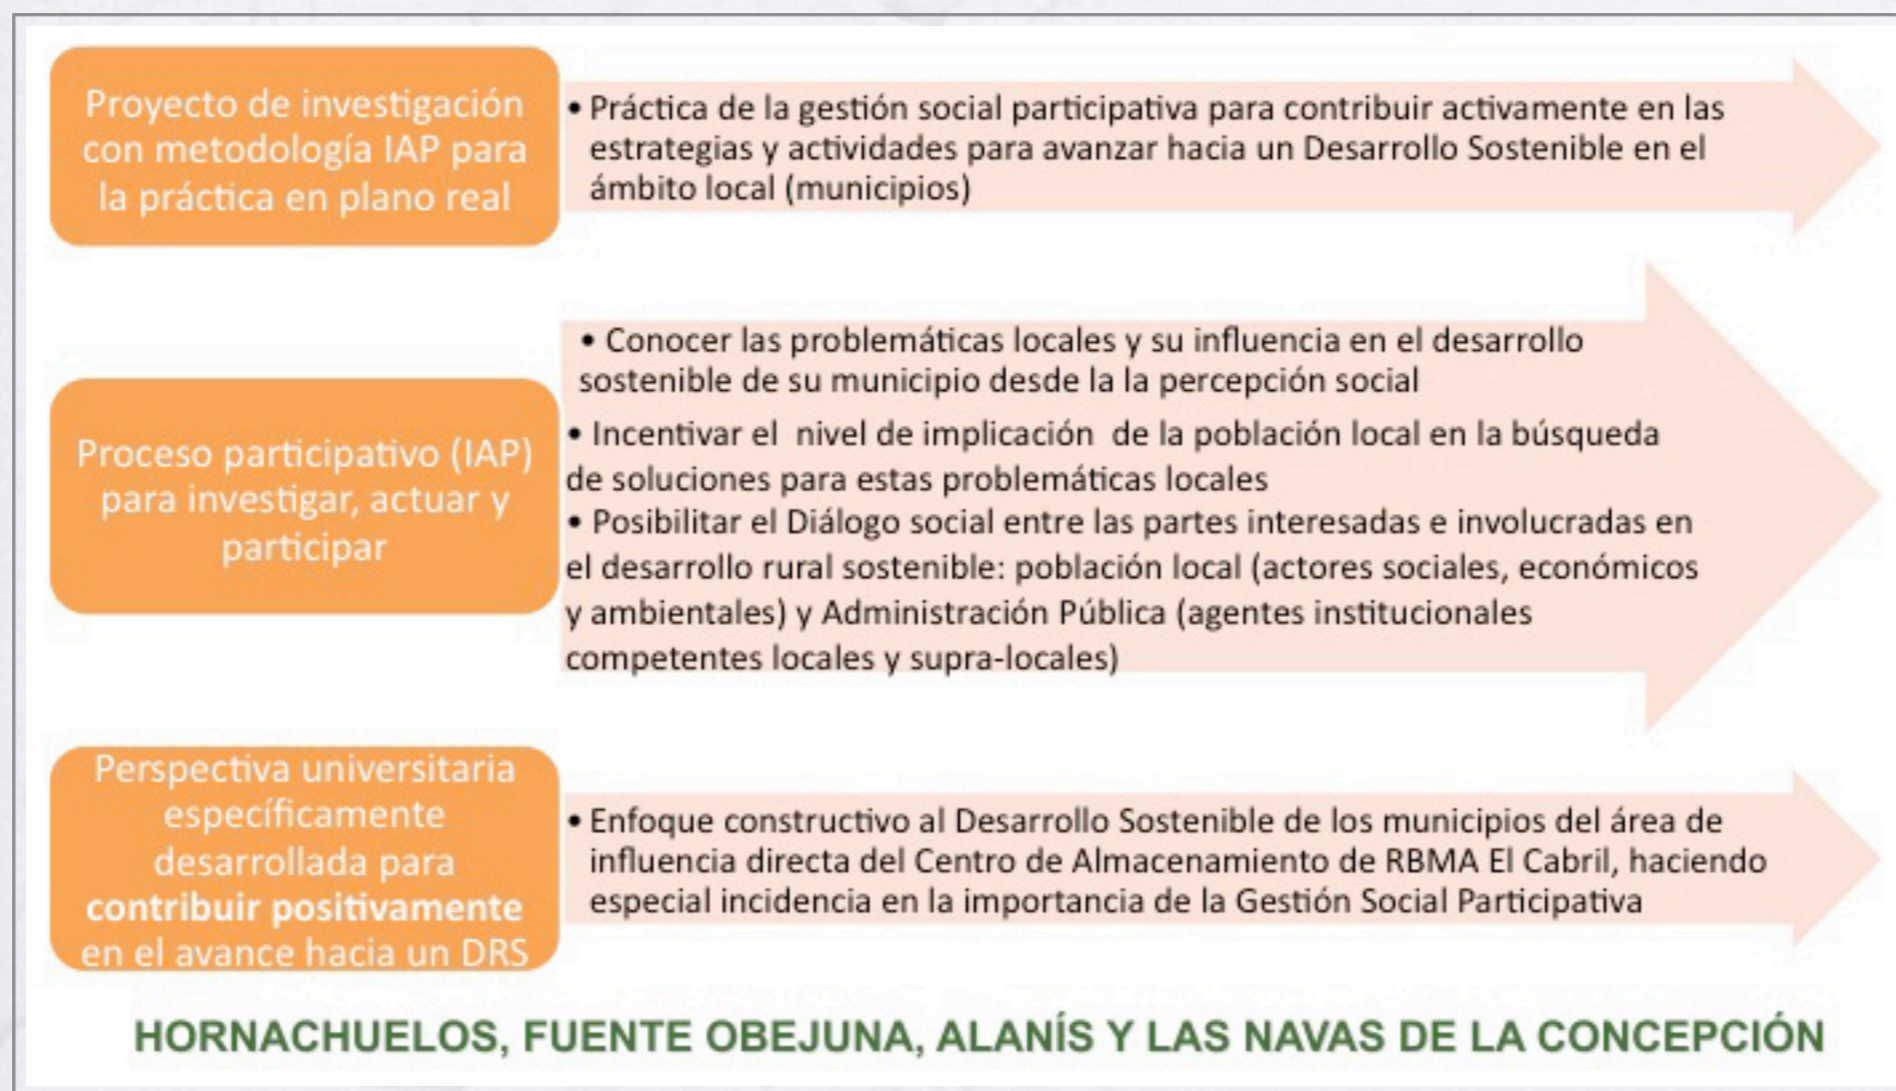 Proyecto de investigación
con metodología IAP para
la práctica en plano real
• Práctica de la gestión social participativa para contribuir activamente en las
estrategias y actividades para avanzar hacia un Desarrollo Sostenible en el
ámbito local (municipios)
Proceso participativo (IAP)
para investigar, actuar y
participar
• Conocer las problemáticas locales y su influencia en el desarrollo
sostenible de su municipio desde la la percepción social
• Incentivar el nivel de implicación de la población local en la búsqueda
de soluciones para estas problemáticas locales
• Posibilitar el Diálogo social entre las partes interesadas e involucradas en
el desarrollo rural sostenible: población local (actores sociales, económicos
y ambientales) y Administración Pública (agentes institucionales
competentes locales y supra-locales)
Perspectiva universitaria
específicamente
desarrollada para
contribuir positivamente
en el avance hacia un DRS
• Enfoque constructivo al Desarrollo Sostenible de los municipios del área de
influencia directa del Centro de Almacenamiento de RBMA El Cabril, haciendo
especial incidencia en la importancia de la Gestión Social Participativa
HORNACHUELOS, FUENTE OBEJUNA, ALANÍS Y LAS NAVAS DE LA CONCEPCIÓN